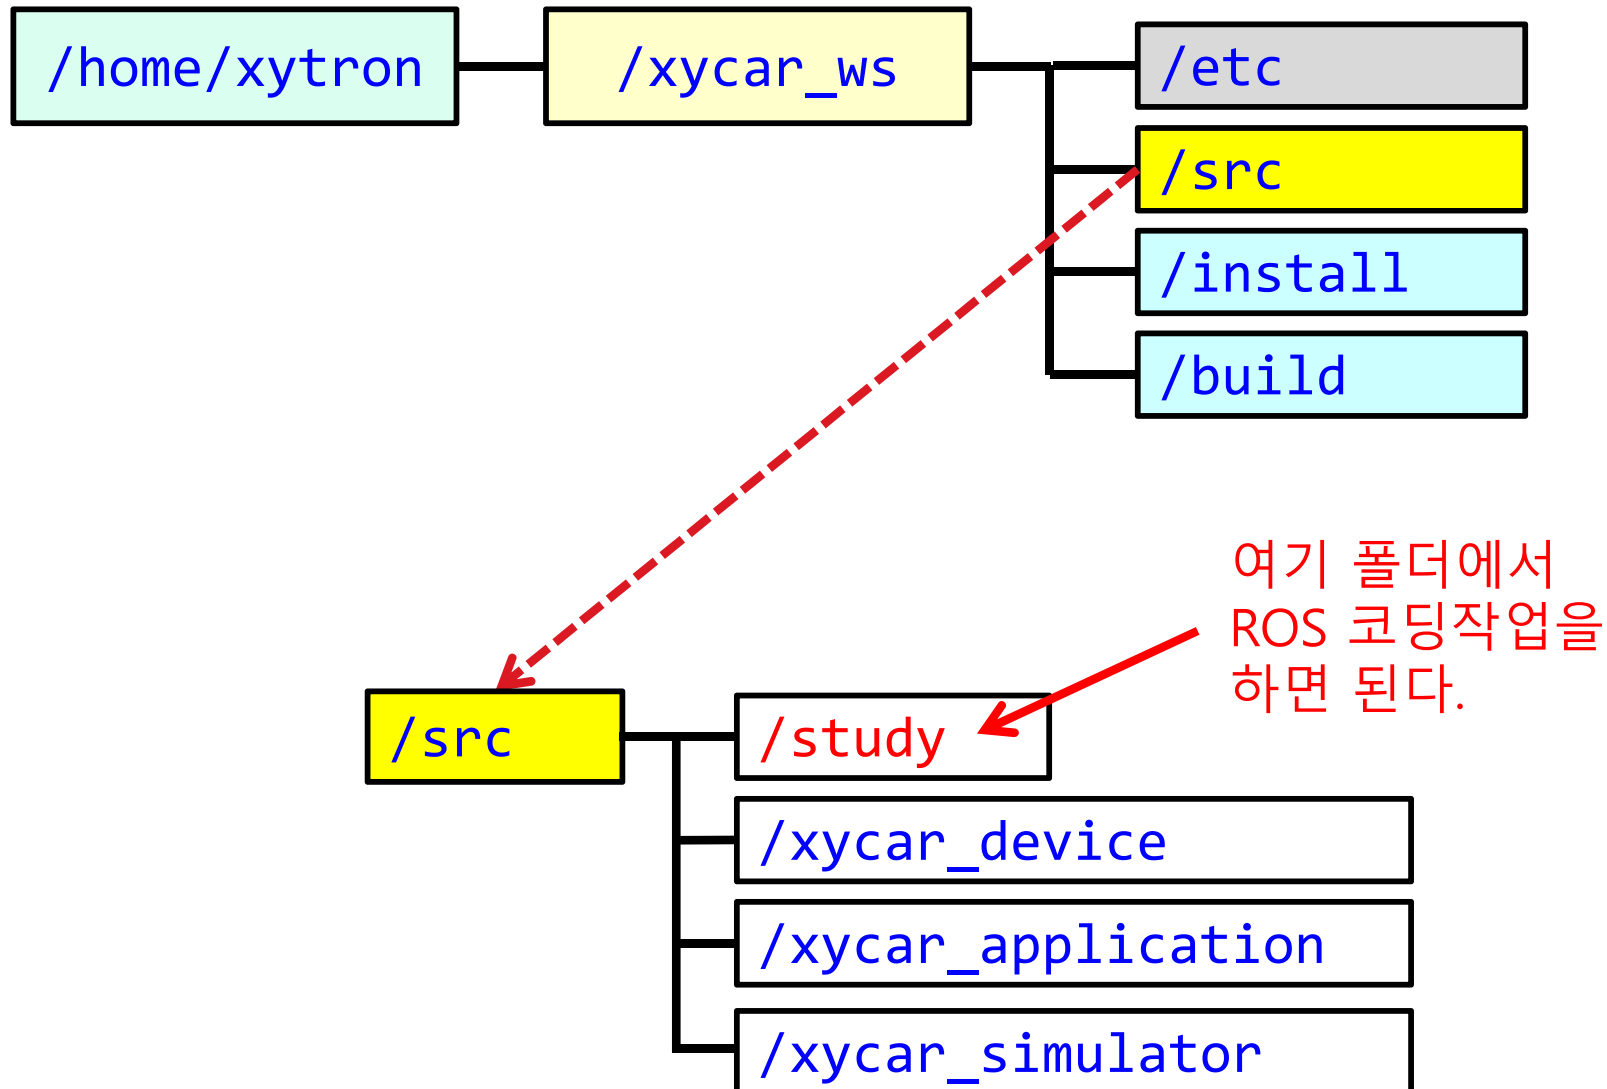 /home/xytron
/xycar_ws
/etc
/src
/install
/build
여기 폴더에서
ROS 코딩작업을
하면 된다.
/src
/study
/xycar_device
/xycar_application
/xycar_simulator